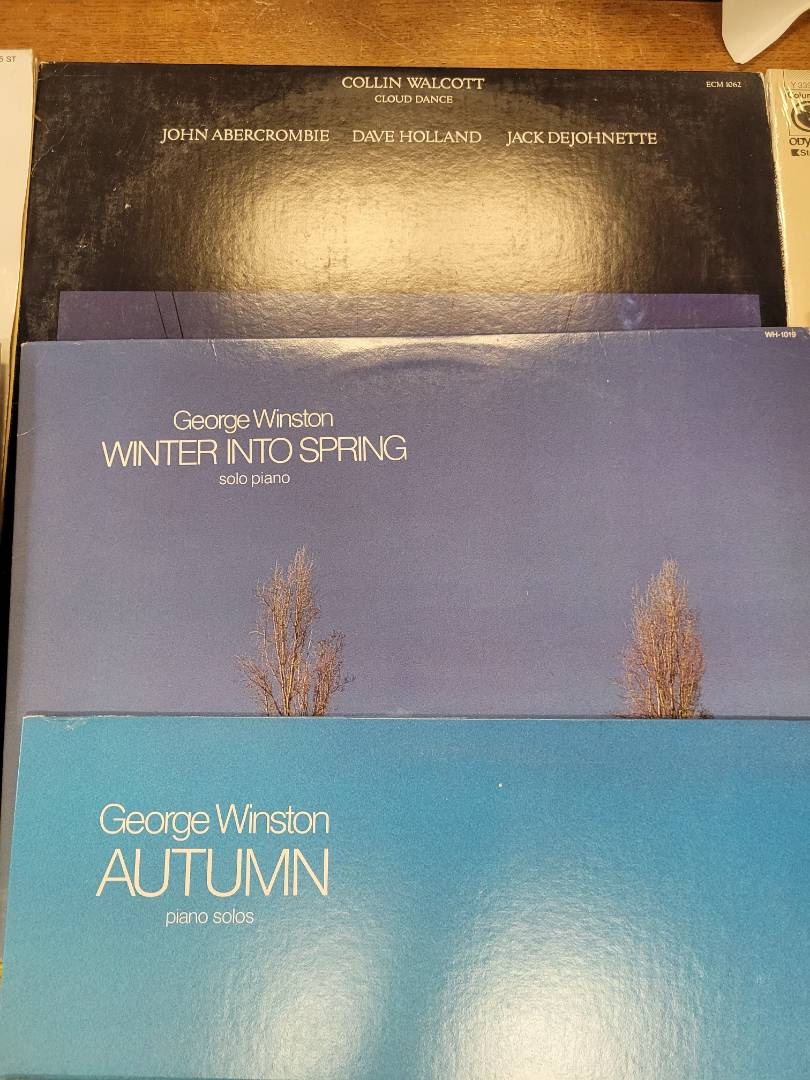 COLLIN WALCOTT
CLOUD DANCE
ECM 1062
JOHN ABERCROMBIE DAVE HOLLAND JACK DEJOHNETTE
WH-1019
George Winston
WINTER INTO SPRING
solo piano
George Winston
AUTUMN
piano solos
ST